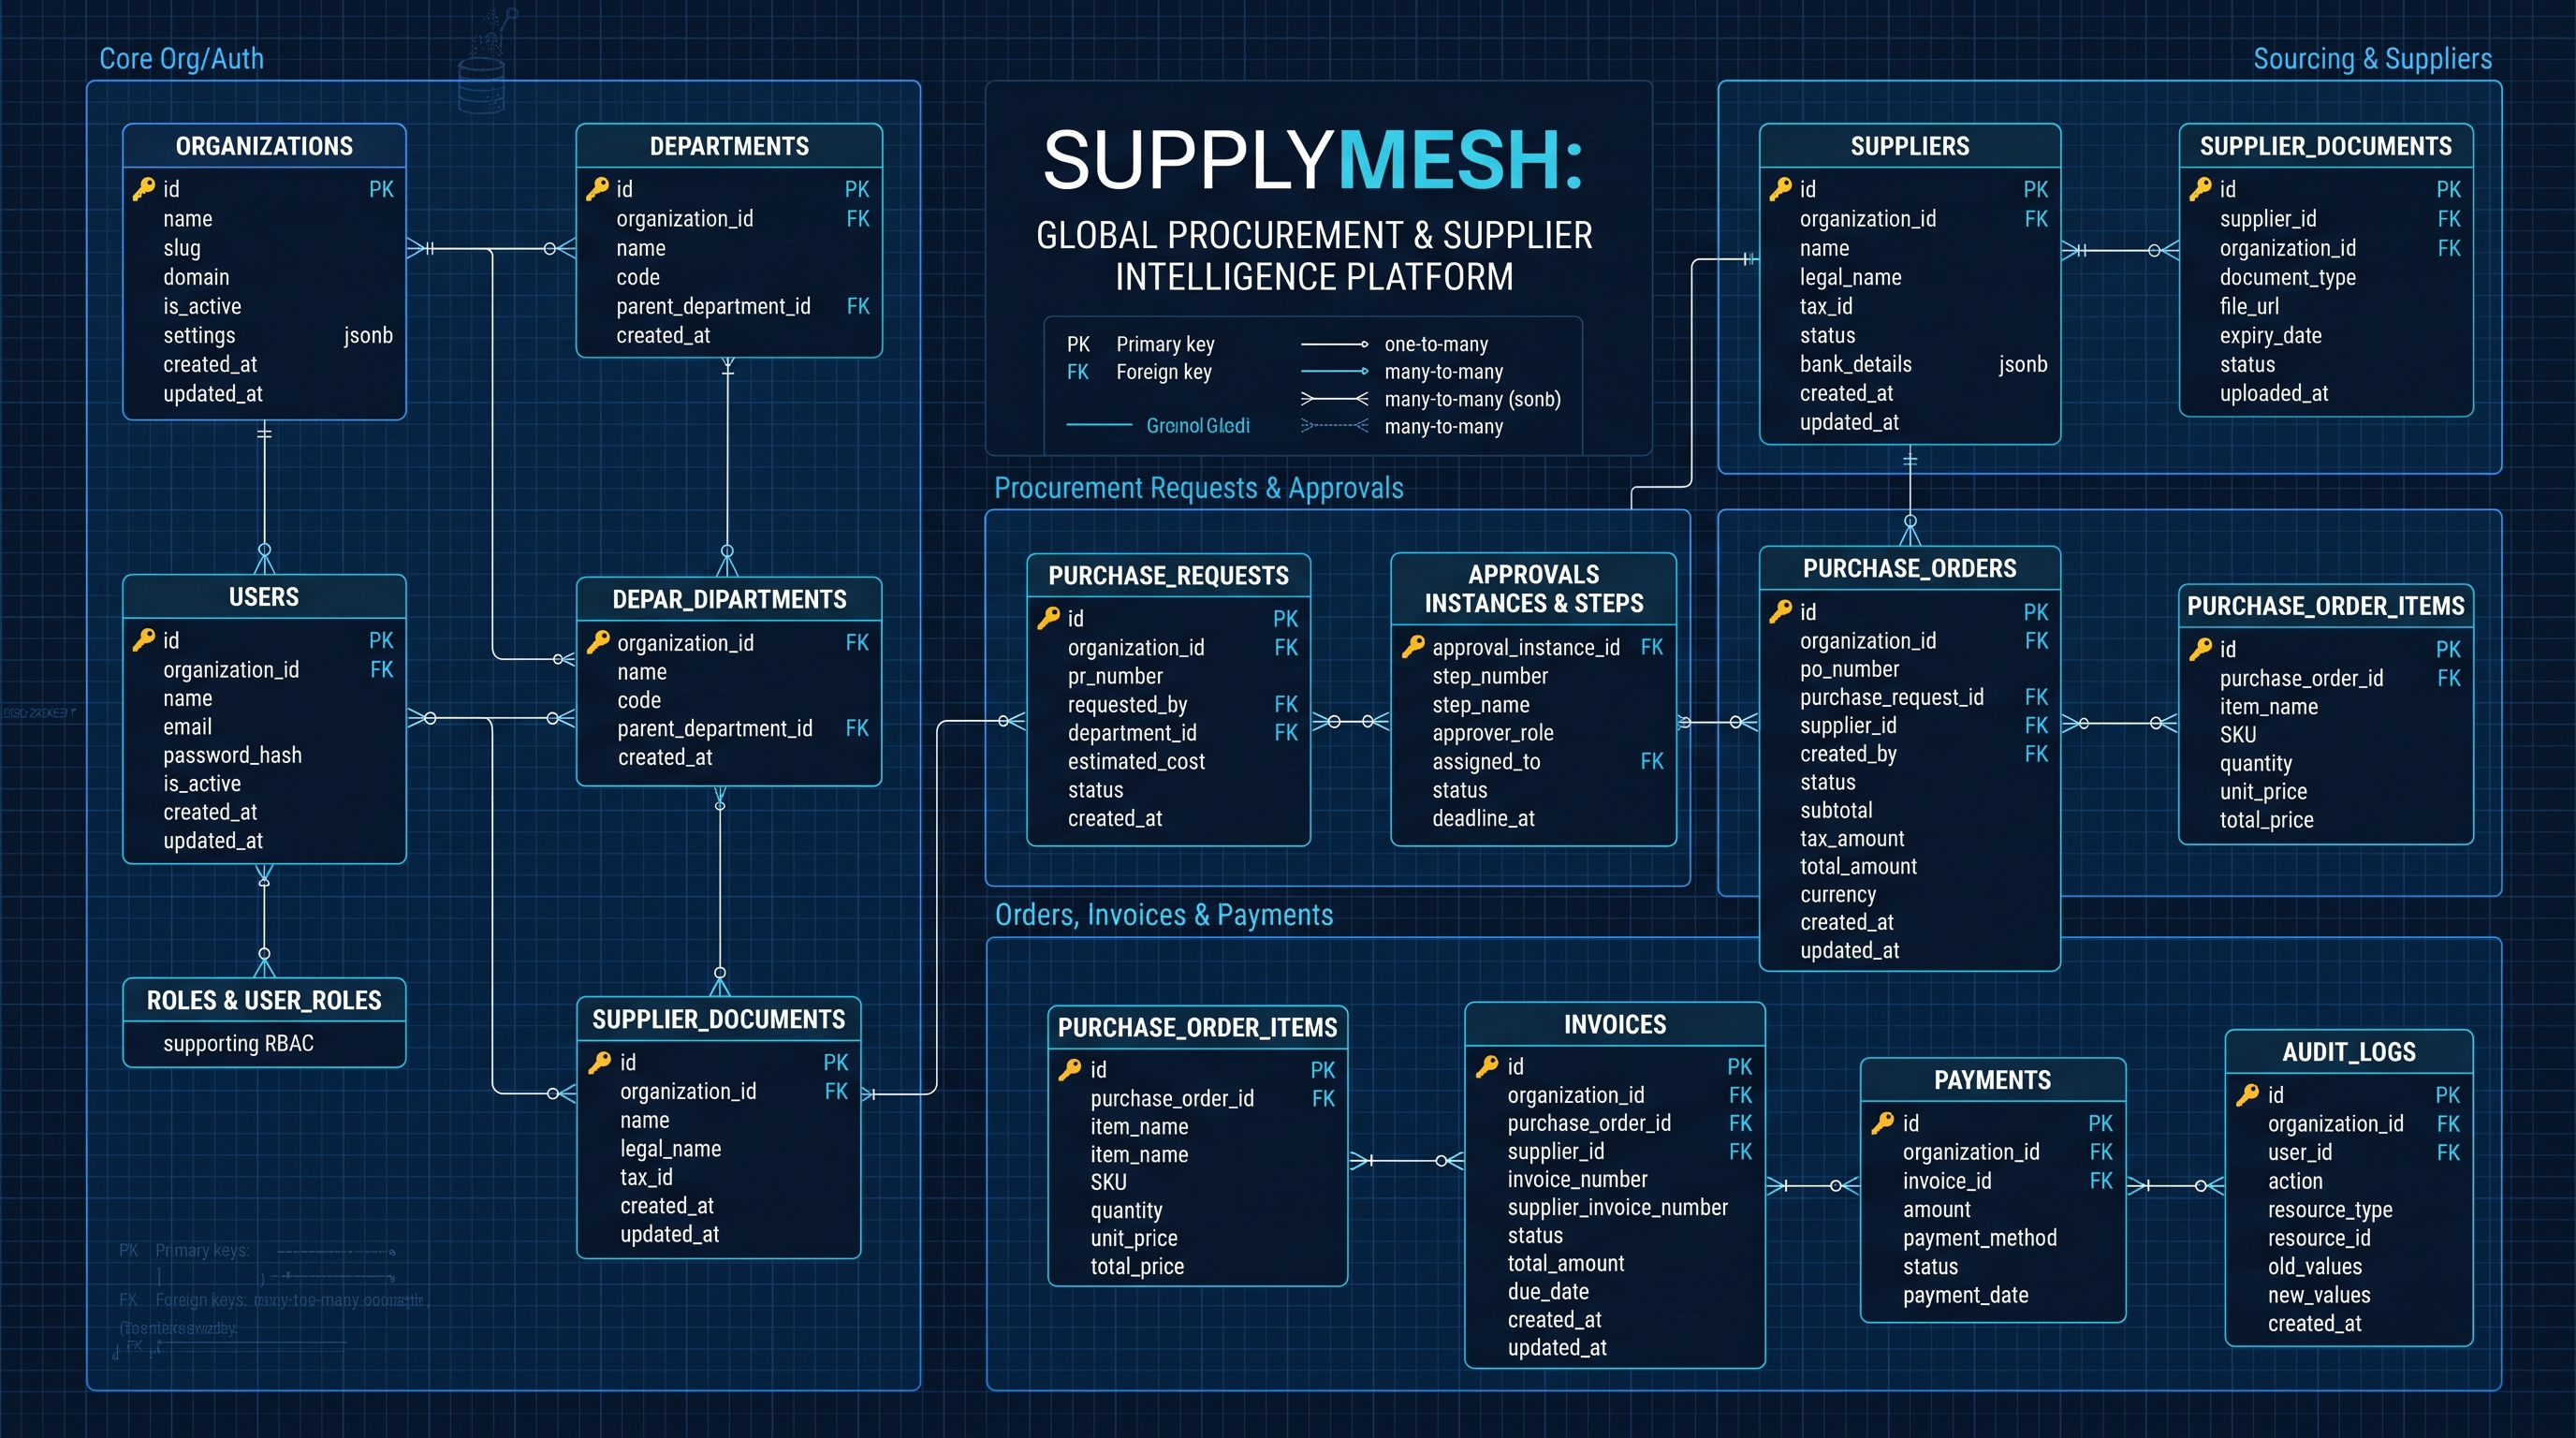 Core Org/Auth
ORGANIZATIONS
id PK
name
slug
domain
is_active
settings jsonb
created_at
updated_at
DEPARTMENTS
id PK
organization_id FK
name
code
parent_department_id FK
created_at
USERS
id PK
organization_id FK
name
email
password_hash
is_active
created_at
updated_at
DEPAR_DIPARTMENTS
organization_id FK
name
code
parent_department_id FK
created_at
ROLES & USER_ROLES
supporting RBAC
SUPPLIER_DOCUMENTS
id PK
organization_id FK
name
legal_name
tax_id
created_at
updated_at
PK Primary keys:
FK Foreign keys:
SUPPLYMESH:
GLOBAL PROCUREMENT & SUPPLIER
INTELLIGENCE PLATFORM
PK Primary key
FK Foreign key
one-to-many
many-to-many
many-to-many (sonb)
many-to-many
Sourcing & Suppliers
SUPPLIERS
id PK
organization_id FK
name
legal_name
tax_id
status
bank_details jsonb
created_at
updated_at
SUPPLIER_DOCUMENTS
id PK
supplier_id FK
organization_id FK
document_type
file_url
expiry_date
status
uploaded_at
Procurement Requests & Approvals
PURCHASE_REQUESTS
id PK
organization_id FK
pr_number
requested_by FK
department_id FK
estimated_cost
status
created_at
APPROVALS
INSTANCES & STEPS
approval_instance_id FK
step_number
step_name
approver_role
assigned_to FK
status
deadline_at
PURCHASE_ORDERS
id PK
organization_id FK
po_number
purchase_request_id FK
supplier_id FK
created_by FK
status
subtotal
tax_amount
total_amount
currency
created_at
updated_at
PURCHASE_ORDER_ITEMS
id PK
purchase_order_id FK
item_name
SKU
quantity
unit_price
total_price
Orders, Invoices & Payments
PURCHASE_ORDER_ITEMS
id PK
purchase_order_id FK
item_name
item_name
SKU
quantity
unit_price
total_price
INVOICES
id PK
organization_id FK
purchase_order_id FK
supplier_id FK
invoice_number
supplier_invoice_number
status
total_amount
due_date
created_at
updated_at
PAYMENTS
id PK
organization_id FK
invoice_id FK
amount
payment_method
status
payment_date
AUDIT_LOGS
id PK
organization_id FK
user_id FK
action
resource_type
resource_id
old_values
new_values
created_at